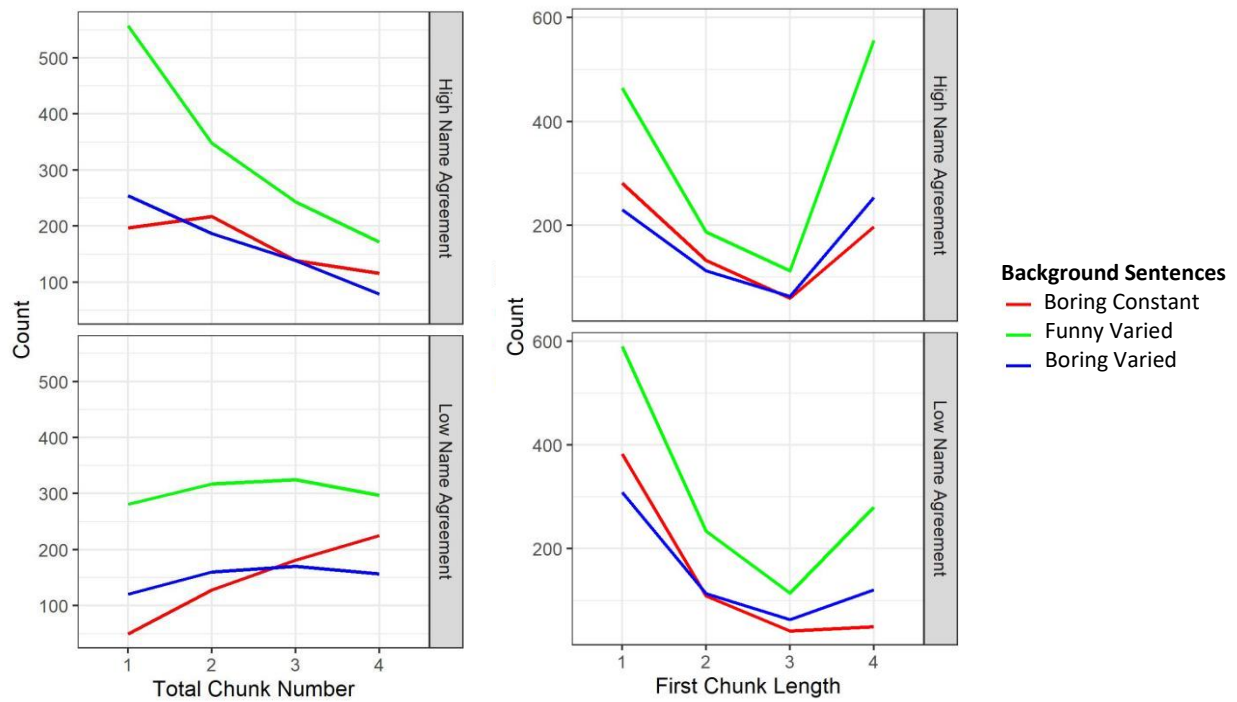 Count
500
400
300
200
100
High Name Agreement
500
400
300
200
100
Low Name Agreement
1 2 3 4
Total Chunk Number
Count
600
400
200
High Name Agreement
600
400
200
Low Name Agreement
1 2 3 4
First Chunk Length
Background Sentences
Boring Constant
Funny Varied
Boring Varied